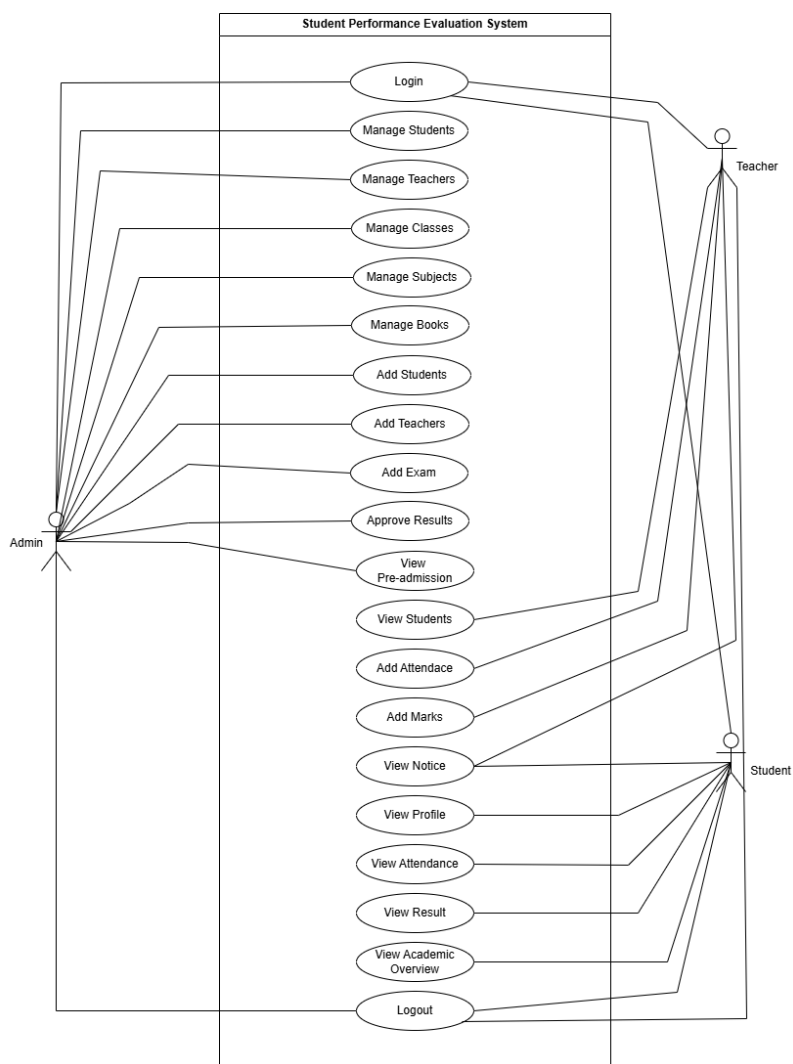 Student Performance Evaluation System
Login
Manage Students
Teacher
Manage Teachers
Manage Classes
Manage Subjects
Manage Books
Add Students
Add Teachers
Add Exam
Approve Results
Admin
View
Pre-admission
View Students
Add Attendace
Add Marks
View Notice
Student
View Profile
View Attendance
View Result
View Academic
Overview
Logout